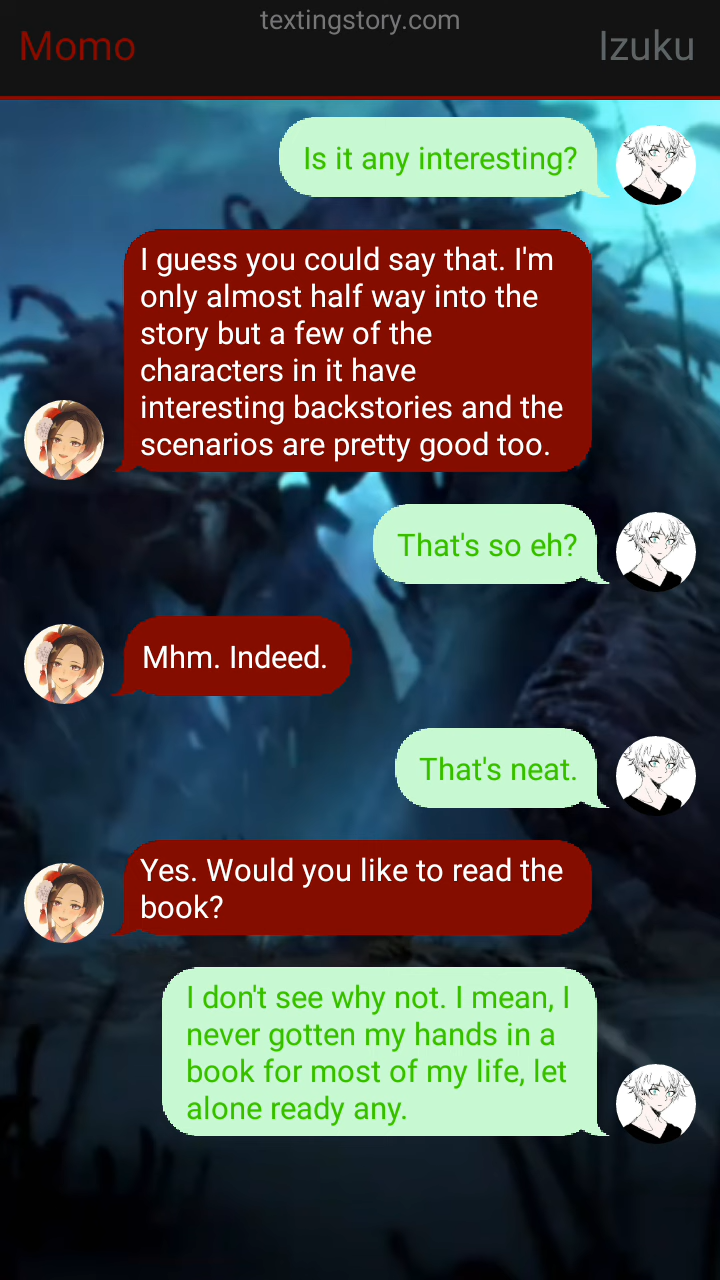 textingstory.com
Momo
Izuku
Is it any interesting?
I guess you could say that. I'm
only almost half way into the
story but a few of the
characters in it have
interesting backstories and the
scenarios are pretty good too.
That's so eh?
Mhm. Indeed.
That's neat.
Yes. Would you like to read the
book?
I don't see why not. I mean, I
never gotten my hands in a
book for most of my life, let
alone ready any.